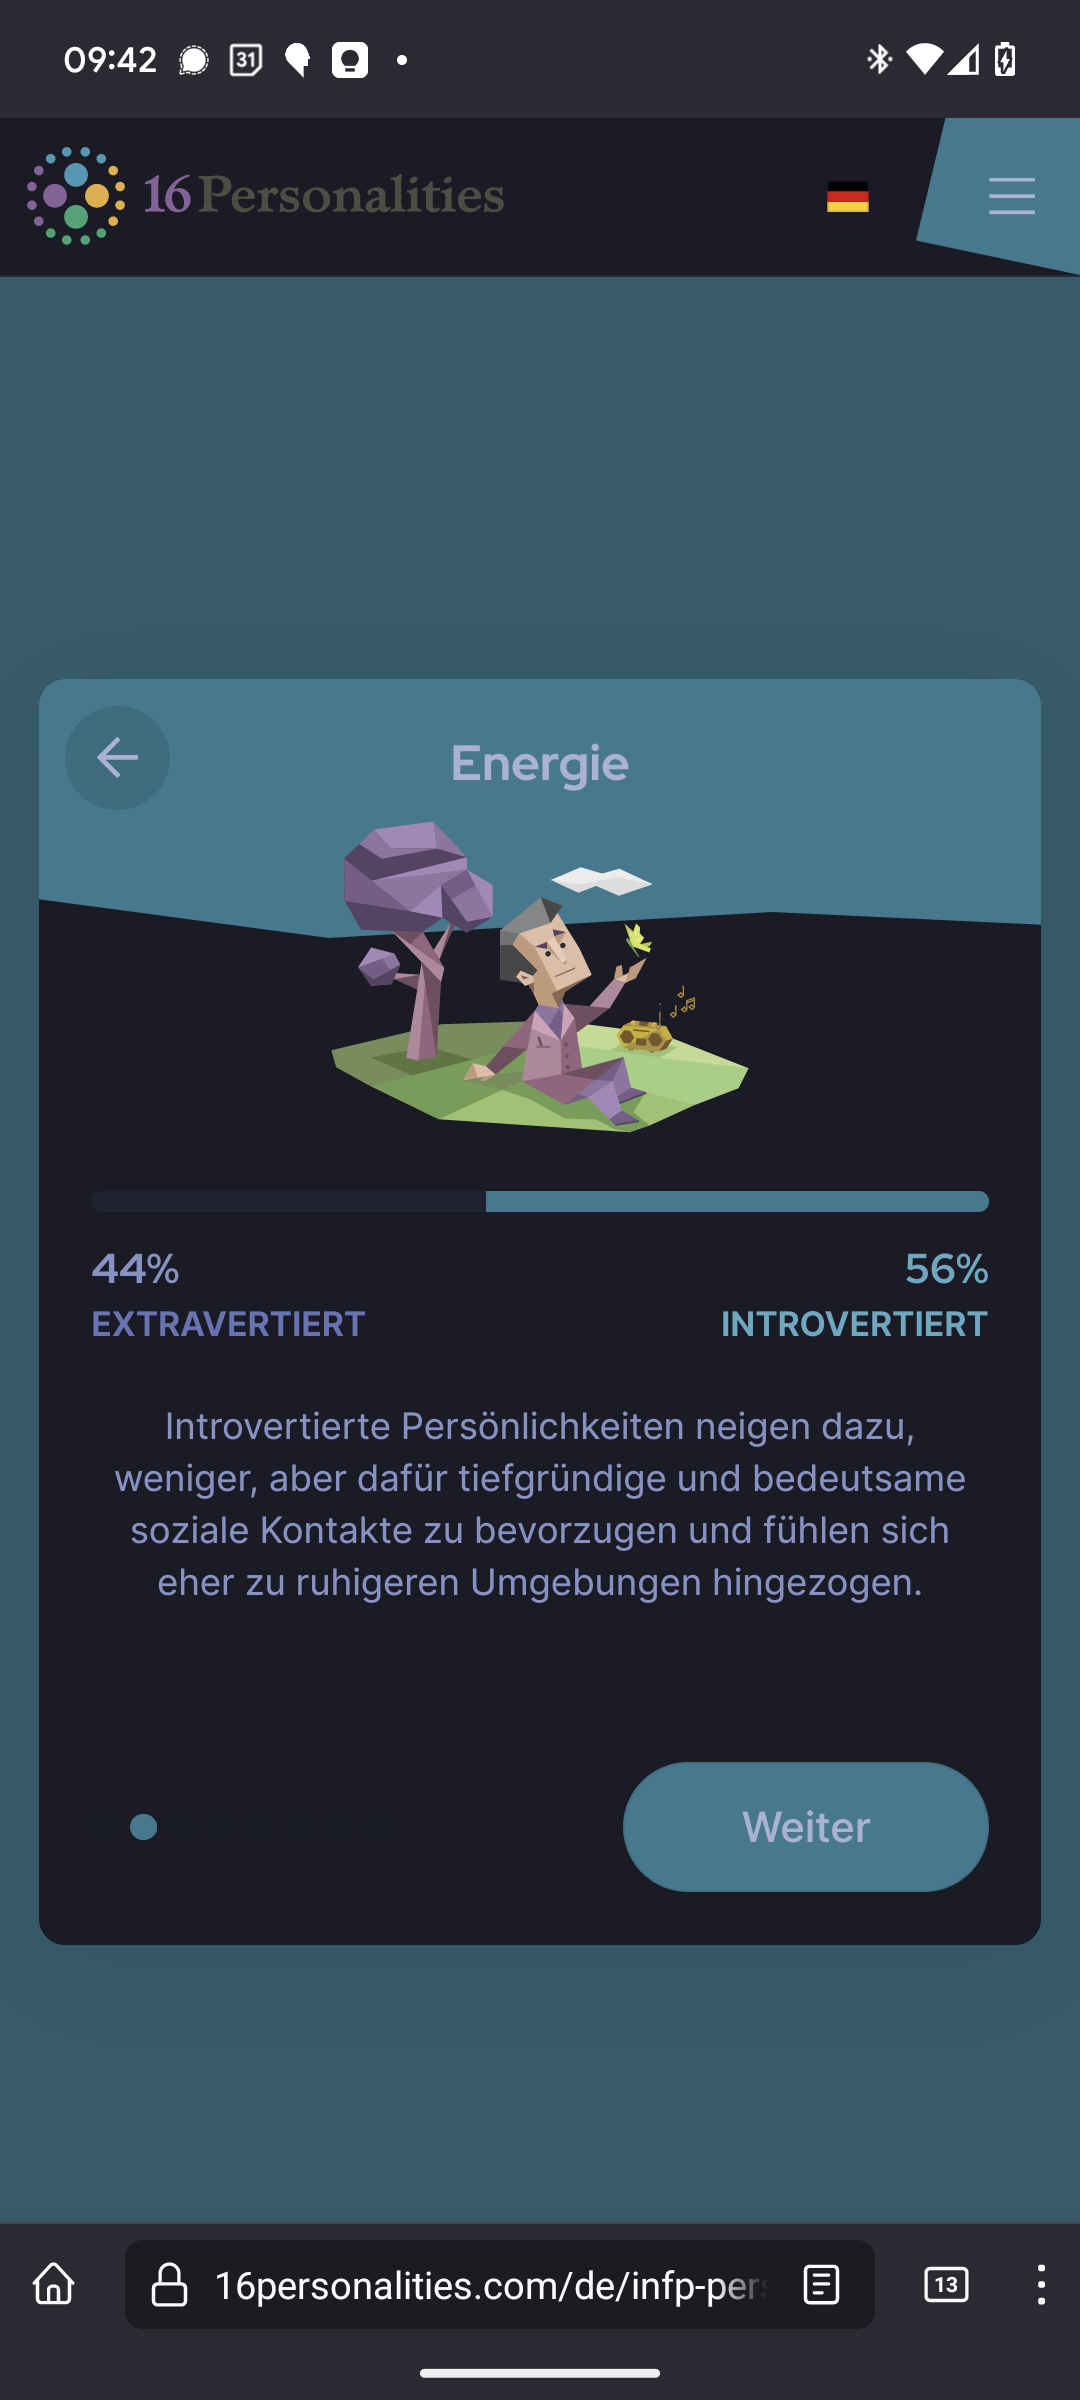 09:42
31
16Personalities
Energie
44%
56%
EXTRAVERTIERT
INTROVERTIERT
Introvertierte Persönlichkeiten neigen dazu,
weniger, aber dafür tiefgründige und bedeutsame
soziale Kontakte zu bevorzugen und fühlen sich
eher zu ruhigeren Umgebungen hingezogen.
Weiter
16personalities.com/de/infp-pers
13